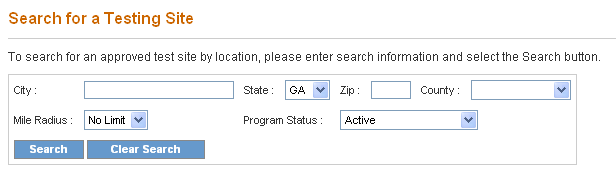 Search for a Testing Site
To search for an approved test site by location, please enter search information and select the Search button.
City : State : GA Zip : County :
Mile Radius : No Limit Program Status : Active
Search Clear Search